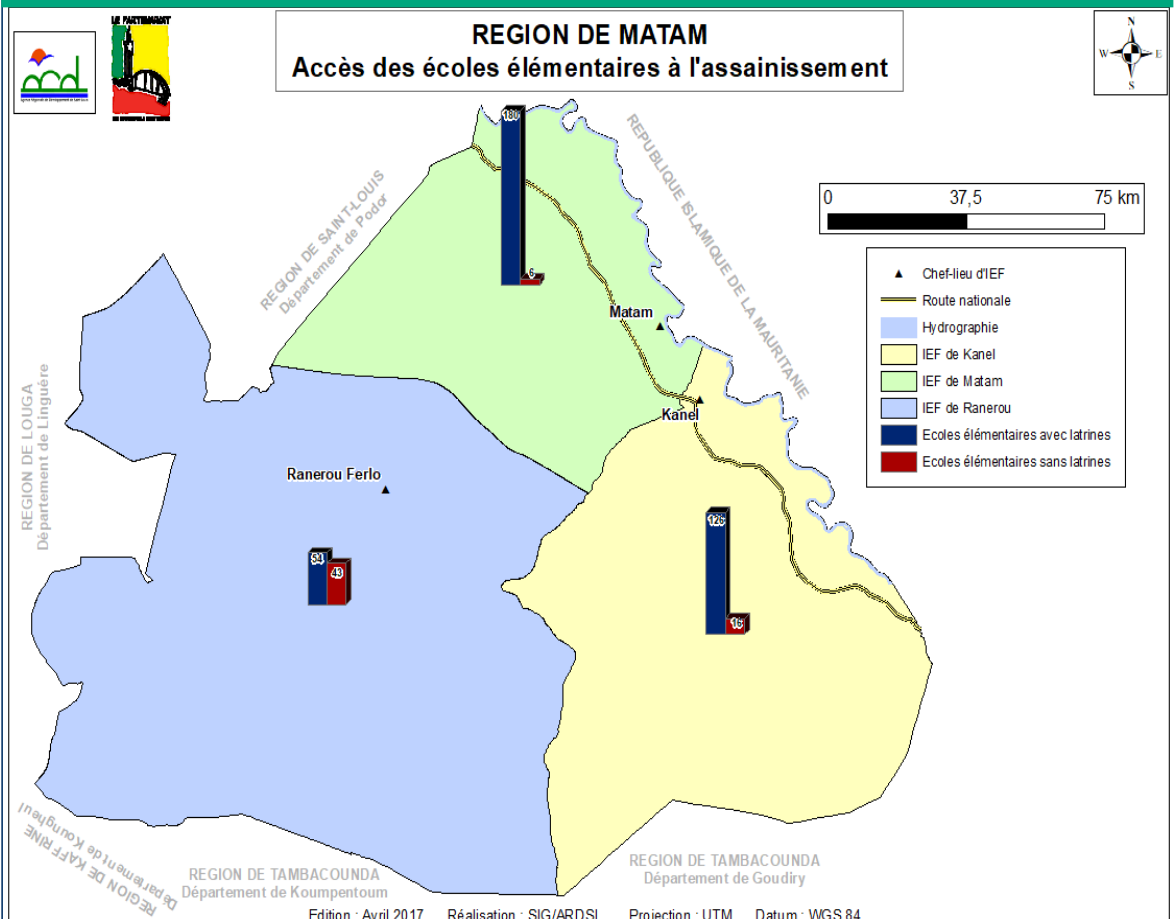 LE PARTENARIAT
REGION DE MATAM
Accès des écoles élémentaires à l'assainissement
N
W
E
S
0 37,5 75 km
Chef-lieu d'IEF
Route nationale
Hydrographie
IEF de Kanel
IEF de Matam
IEF de Ranerou
Ecoles élémentaires avec latrines
Ecoles élémentaires sans latrines
REGION DE SAINT-LOUIS
Département de Podor
REPUBLIQUE ISLAMIQUE DE LA MAURITANIE
180
6
Matam
Kanel
REGION DE LOUGA
Département de Linguère
Ranerou Ferlo
54
43
126
16
REGION DE KAFFRINE
Département de Koungheul
REGION DE TAMBACOUNDA
Département de Koumpentoum
REGION DE TAMBACOUNDA
Département de Goudiry
Edition : Avril 2017 Réalisation : SIG/ARDSL Projection : UTM Datum : WGS 84